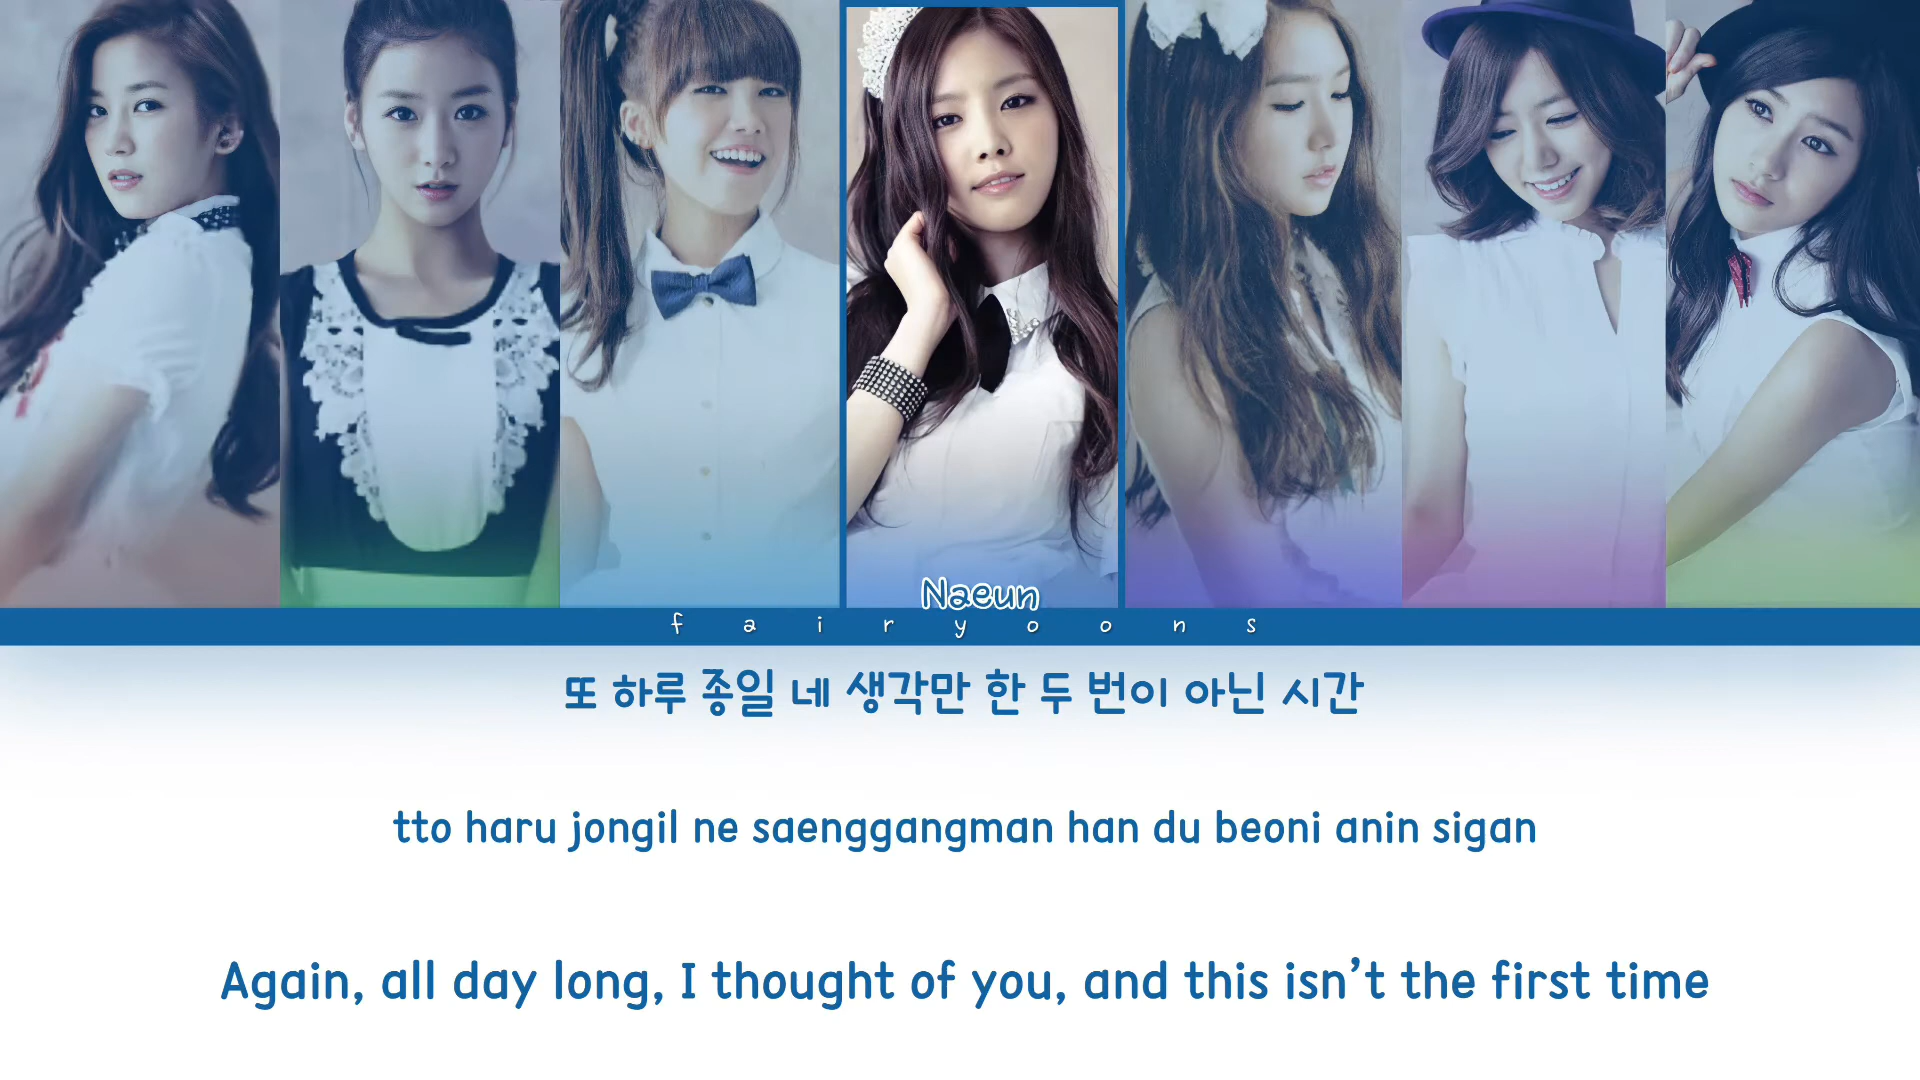 Naeun
fairyoons
또 하루 종일 네 생각만 한 두 번이 아닌 시간
tto haru jongil ne saenggangman han du beoni anin sigan
Again, all day long, I thought of you, and this isn’t the first time